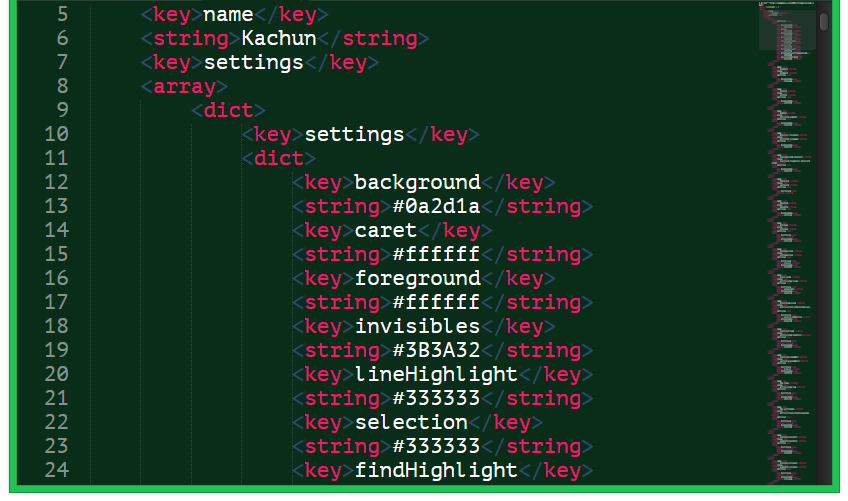 5 <key>name</key>
6 <string>Kachun</string>
7 <key>settings</key>
8 <array>
9 <dict>
10 <key>settings</key>
11 <dict>
12 <key>background</key>
13 <string>#0a2d1a</string>
14 <key>caret</key>
15 <string>#ffffff</string>
16 <key>foreground</key>
17 <string>#ffffff</string>
18 <key>invisibles</key>
19 <string>#3B3A32</string>
20 <key>lineHighlight</key>
21 <string>#333333</string>
22 <key>selection</key>
23 <string>#333333</string>
24 <key>findHighlight</key>